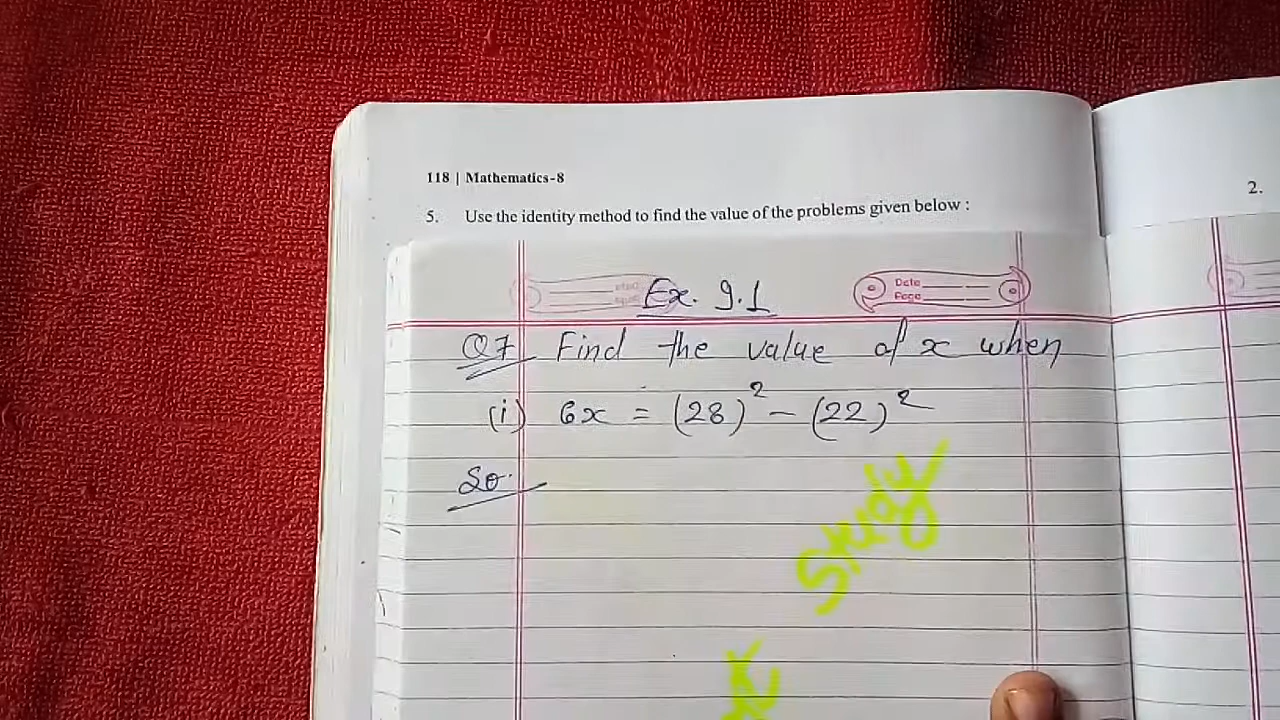 118 | Mathematics-8
2.
5. Use the identity method to find the value of the problems given below :
Ex. 9.1
Date
Page
Q7 Find the value of x when
(i) 6x = (28)² - (22)²
So.
Study